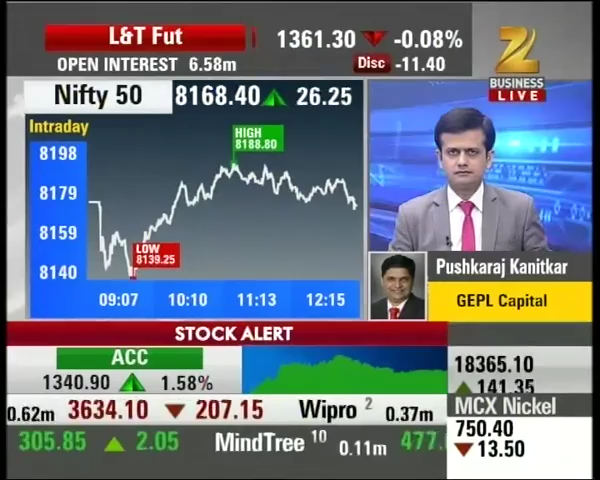 L&T Fut
1361.30 -0.08%
OPEN INTEREST 6.58m
Disc -11.40
Z
BUSINESS
LIVE
Nifty 50 8168.40 26.25
Intraday
8198
8179
8159
8140
HIGH
8188.80
LOW
8139.25
09:07 10:10 11:13 12:15
Pushkaraj Kanitkar
GEPL Capital
STOCK ALERT
ACC
1340.90 1.58%
18365.10
141.35
MCX Nickel
750.40
13.50
0.62m 3634.10 207.15 Wipro 2 0.37m
305.85 2.05 MindTree 10 0.11m 477.